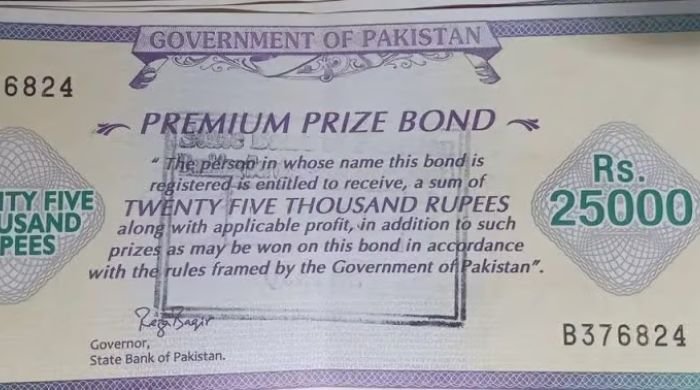 GOVERNMENT OF PAKISTAN
6824
PREMIUM PRIZE BOND
" The person in whose name this bond is
registered is entitled to receive, a sum of
TWENTY FIVE THOUSAND RUPEES
along with applicable profit, in addition to such
prizes as may be won on this bond in accordance
with the rules framed by the Government of Pakistan".
TY FIVE
USAND
PEES
Rs.
25000
Reza Baqir
Governor,
State Bank of Pakistan.
B376824